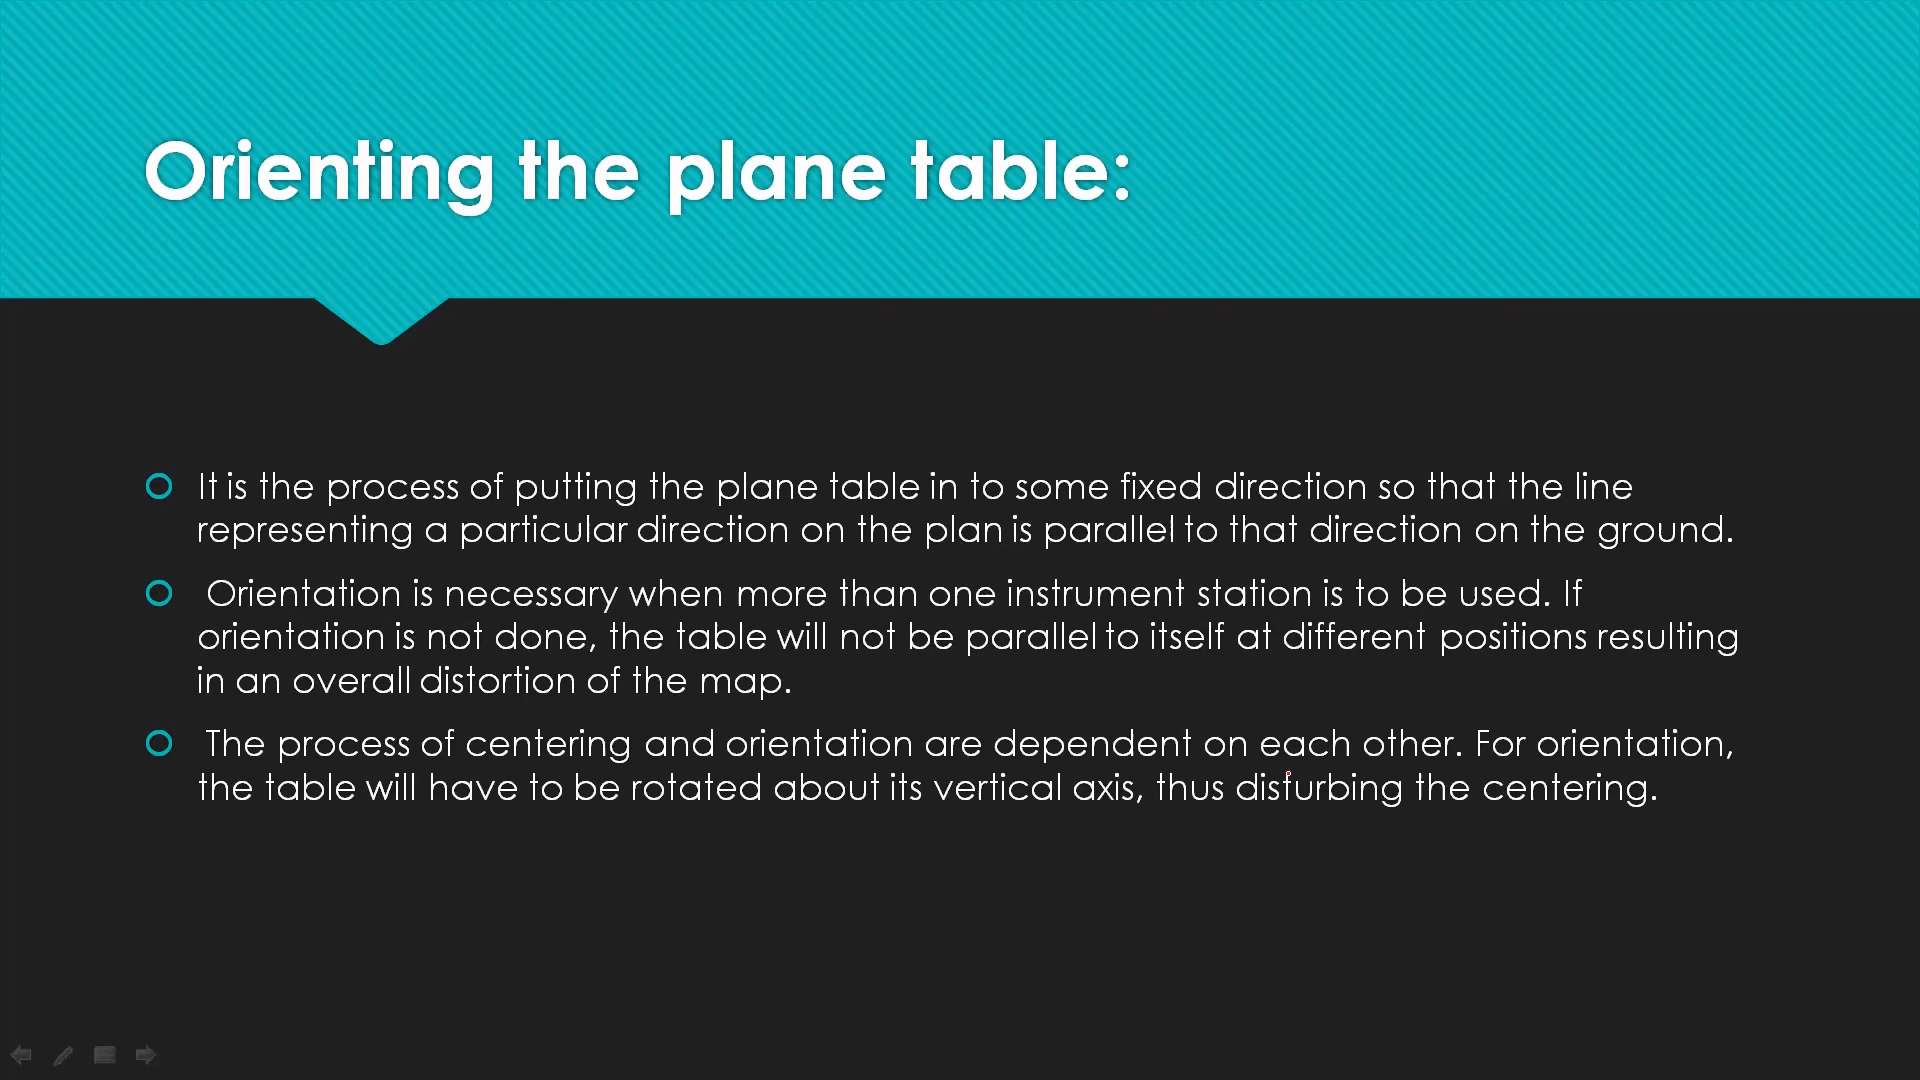 Orienting the plane table:
It is the process of putting the plane table in to some fixed direction so that the line
representing a particular direction on the plan is parallel to that direction on the ground.
Orientation is necessary when more than one instrument station is to be used. If
orientation is not done, the table will not be parallel to itself at different positions resulting
in an overall distortion of the map.
The process of centering and orientation are dependent on each other. For orientation,
the table will have to be rotated about its vertical axis, thus disturbing the centering.